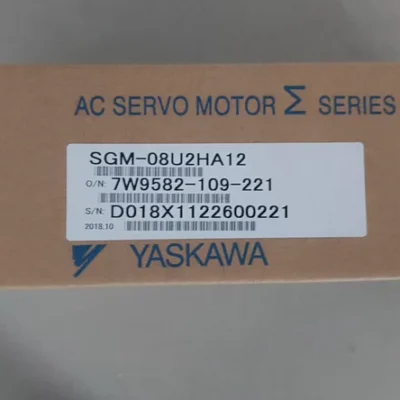 AC SERVO MOTOR Σ SERIES
SGM-08U2HA12
O/N: 7W9582-109-221
S/N: D018X1122600221
2018.10
YASKAWA